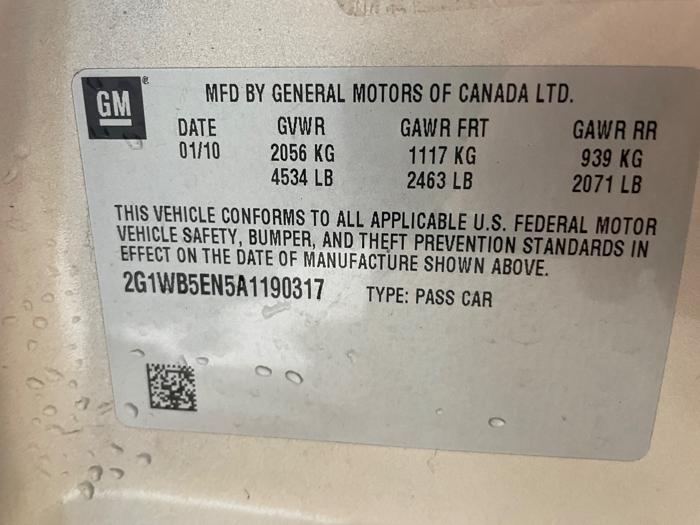 GM ®
MFD BY GENERAL MOTORS OF CANADA LTD.
DATE GVWR GAWR FRT GAWR RR
01/10 2056 KG 1117 KG 939 KG
4534 LB 2463 LB 2071 LB
THIS VEHICLE CONFORMS TO ALL APPLICABLE U.S. FEDERAL MOTOR
VEHICLE SAFETY, BUMPER, AND THEFT PREVENTION STANDARDS IN
EFFECT ON THE DATE OF MANUFACTURE SHOWN ABOVE.
2G1WB5EN5A1190317 TYPE: PASS CAR